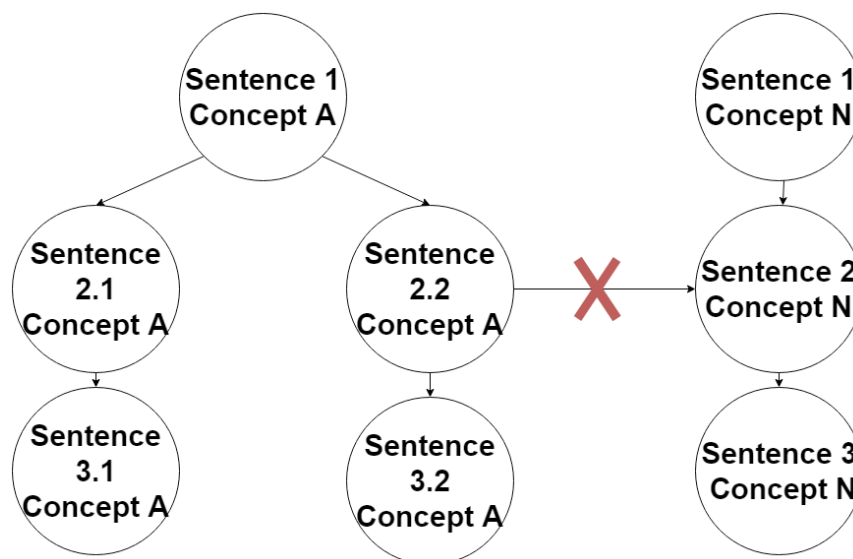 Sentence 1
Concept A
Sentence 1
Concept N
Sentence
2.1
Concept A
Sentence
2.2
Concept A
Sentence 2
Concept N
Sentence
3.1
Concept A
Sentence
3.2
Concept A
Sentence 3
Concept N